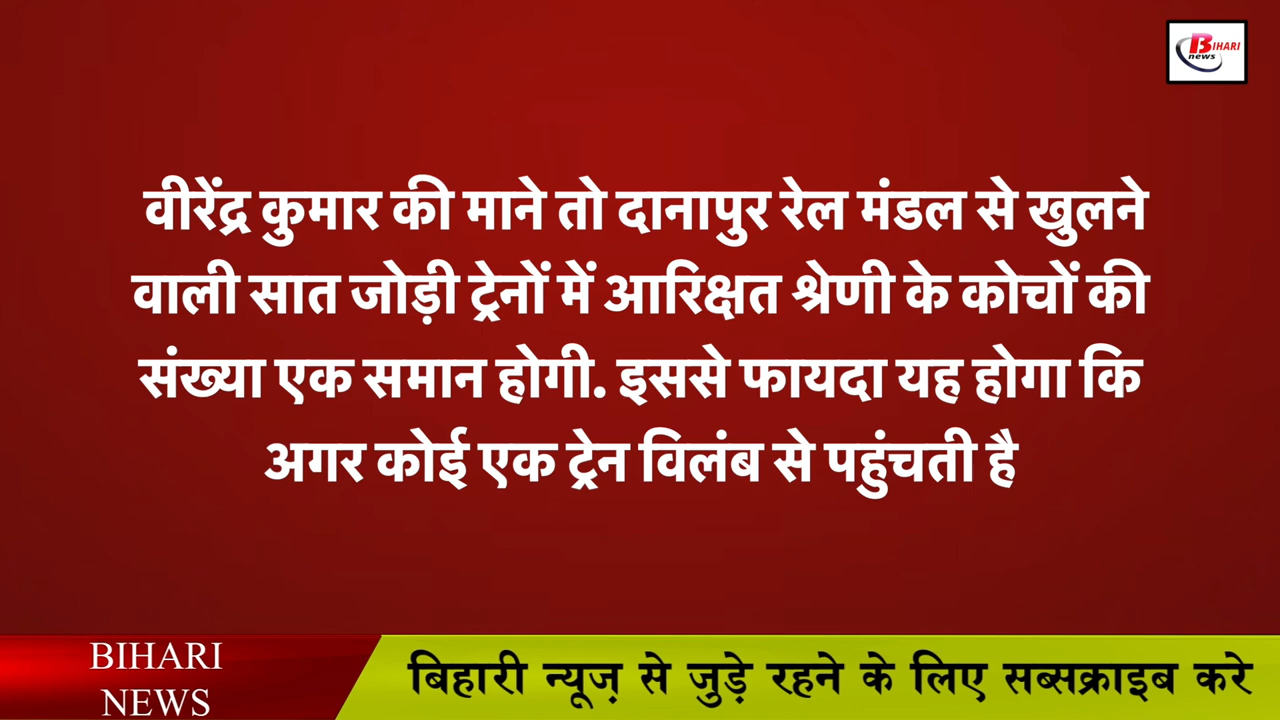 BIHARI
news
वीरेंद्र कुमार की माने तो दानापुर रेल मंडल से खुलने
वाली सात जोड़ी ट्रेनों में आरिक्षत श्रेणी के कोचों की
संख्या एक समान होगी. इससे फायदा यह होगा कि
अगर कोई एक ट्रेन विलंब से पहुंचती है
BIHARI
NEWS
बिहारी न्यूज़ से जुड़े रहने के लिए सब्सक्राइब करे